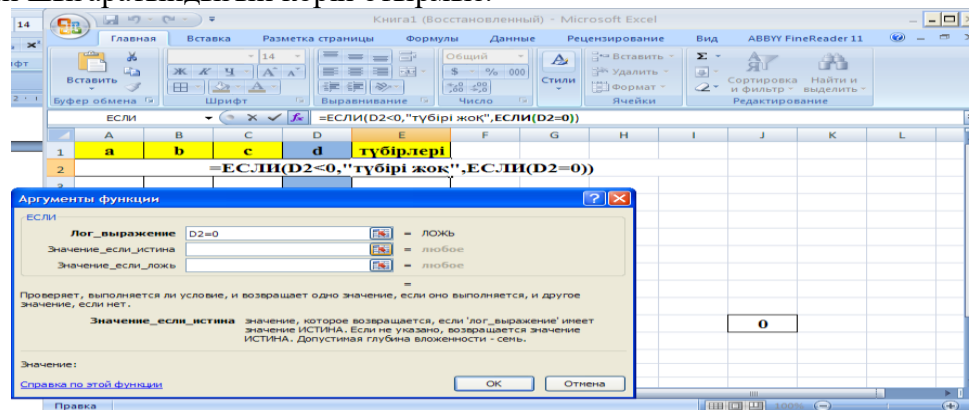 14
Книга1 (Восстановленный) - Microsoft Excel
Главная Вставка Разметка страницы Формулы Данные Рецензирование Вид ABBYY FineReader 11
Вставить
Буфер обмена
14
Ж К Ч A A
Шрифт
Выравнивание
Общий
% 000
Число
Стили
Вставить
Удалить
Формат
Ячейки
Σ
Сортировка и фильтр
Найти и выделить
Редактирование
ЕСЛИ fx =ЕСЛИ(D2<0,"түбірі жоқ",ЕСЛИ(D2=0))
A B C D E F G H I J K L
1 a b c d түбірлері
2 =ЕСЛИ(D2<0,"түбірі жоқ",ЕСЛИ(D2=0))
Аргументы функции
ЕСЛИ
Лог_выражение D2=0 = ЛОЖЬ
Значение_если_истина = любое
Значение_если_ложь = любое
=
Проверяет, выполняется ли условие, и возвращает одно значение, если оно выполняется, и другое
значение, если нет.
Значение_если_истина значение, которое возвращается, если 'лог_выражение' имеет
значение ИСТИНА. Если не указано, возвращается значение
ИСТИНА. Допустимая глубина вложенности - семь.
0
Значение:
Справка по этой функции ОК Отмена
Правка 100%